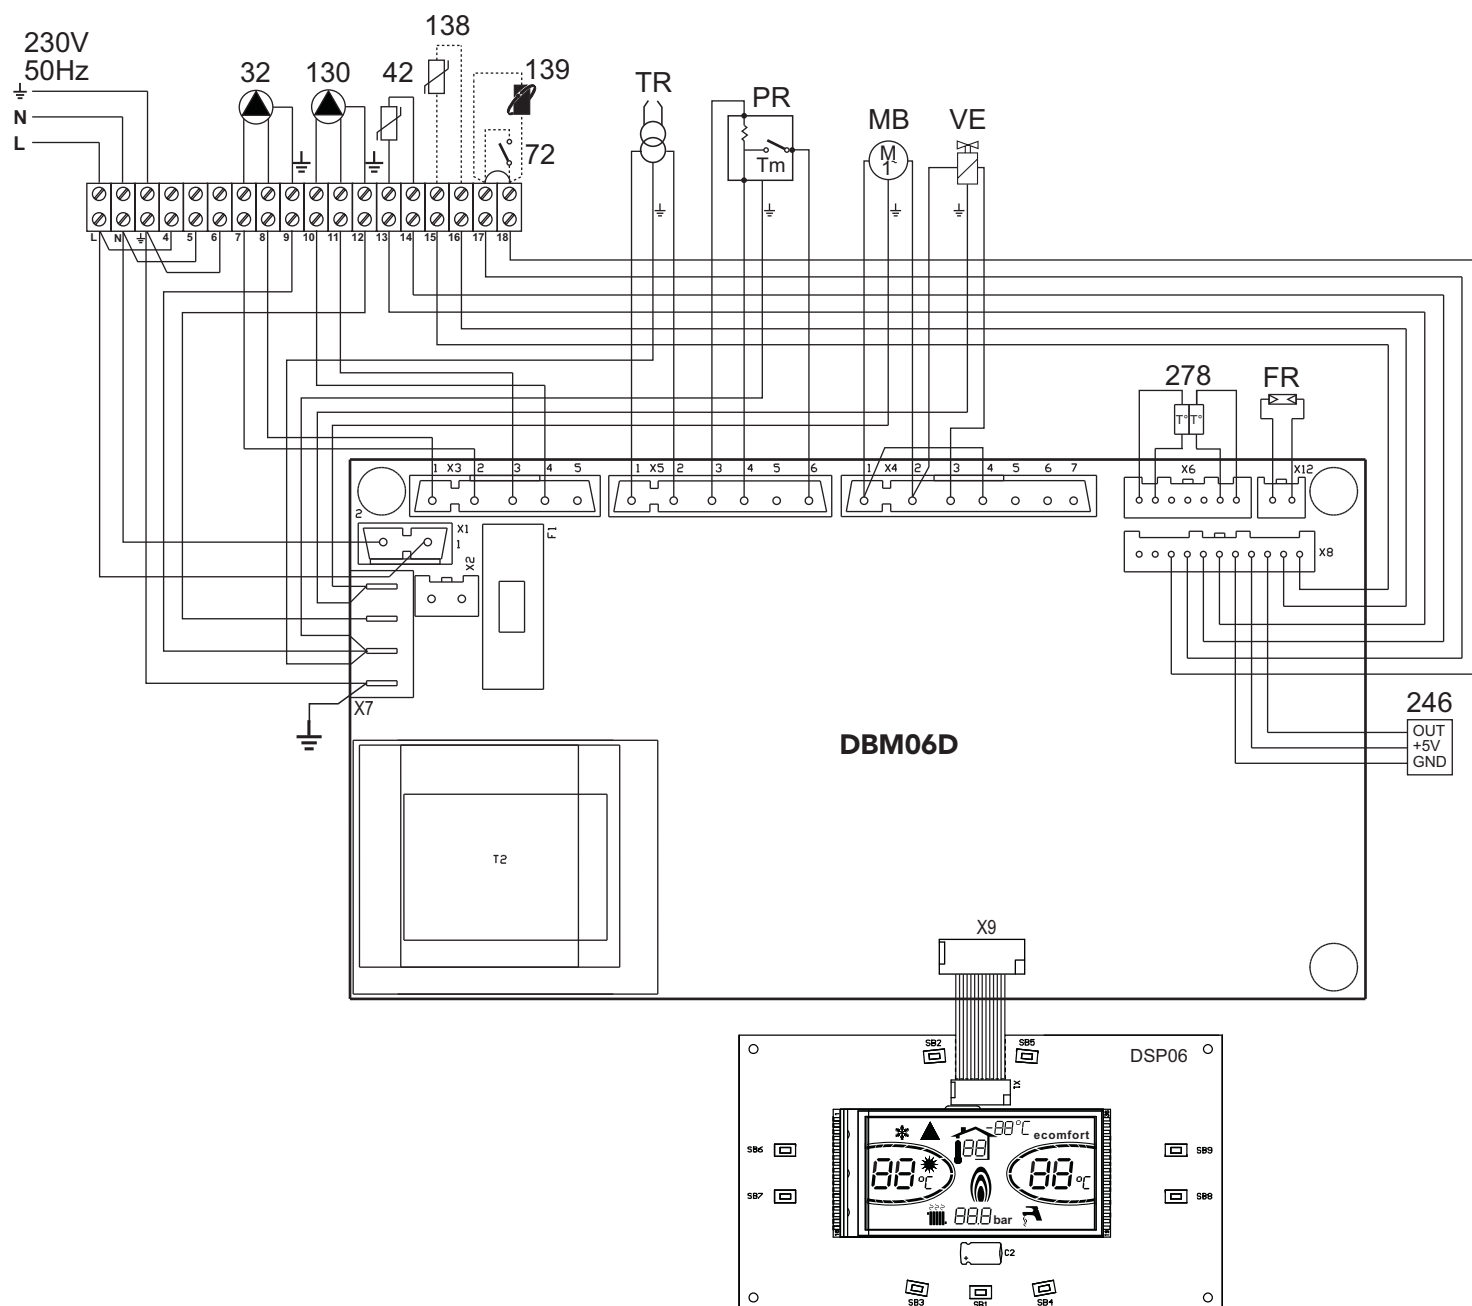 230V
50Hz
N
L
32
130
42
138
139
72
TR
PR
Tm
MB
M
1~
VE
L N 4 5 6 7 8 9 10 11 12 13 14 15 16 17 18
278
T° T°
FR
1 X3 2 3 4 5
1 X5 2 3 4 5 6
1 X4 2 3 4 5 6 7
X6
X12
2
X1
1
X2
F1
X8
X7
246
OUT
+5V
GND
DBM06D
T2
X9
SB2
SB5
DSP06
X1
-88°C
ecomfort
88
88°C
88°C
88.8 bar
SB6
SB9
SB7
SB8
C2
SB3
SB1
SB4